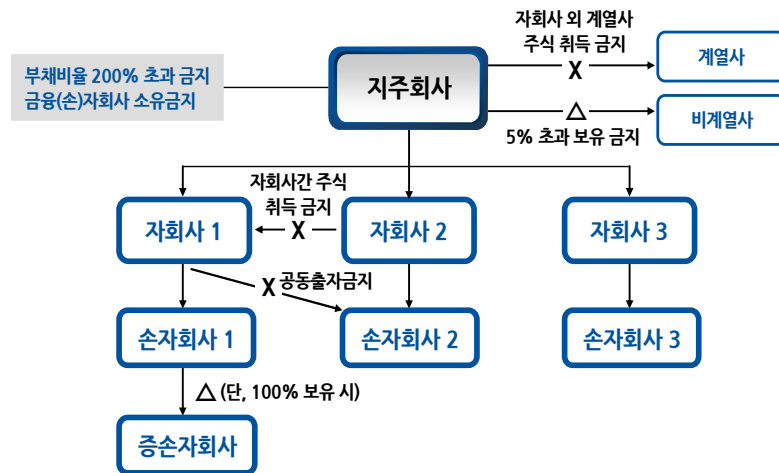 자회사 외 계열사
주식 취득 금지
X
계열사
부채비율 200% 초과 금지
금융(손)자회사 소유금지
지주회사
△
비계열사
5% 초과 보유 금지
자회사간 주식
취득 금지
자회사 1
X
자회사 2
자회사 3
X 공동출자금지
손자회사 1
손자회사 2
손자회사 3
△ (단, 100% 보유 시)
증손자회사